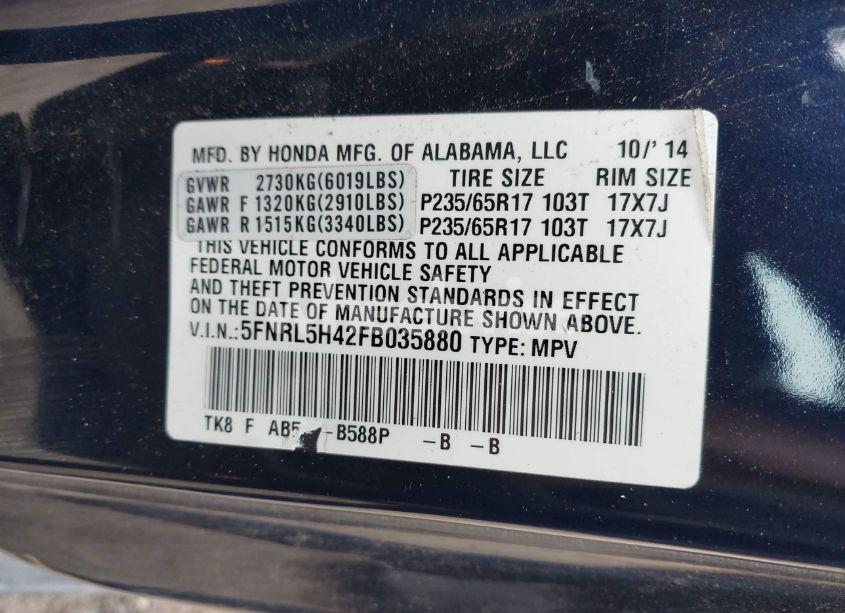 MFD. BY HONDA MFG. OF ALABAMA, LLC 10/'14
GVWR 2730KG(6019LBS) TIRE SIZE RIM SIZE
GAWR F 1320KG(2910LBS) P235/65R17 103T 17X7J
GAWR R 1515KG(3340LBS) P235/65R17 103T 17X7J
THIS VEHICLE CONFORMS TO ALL APPLICABLE
FEDERAL MOTOR VEHICLE SAFETY
AND THEFT PREVENTION STANDARDS IN EFFECT
ON THE DATE OF MANUFACTURE SHOWN ABOVE.
V.I.N.: 5FNRL5H42FB035880 TYPE: MPV
TK8 F AB5 -B588P -B -B